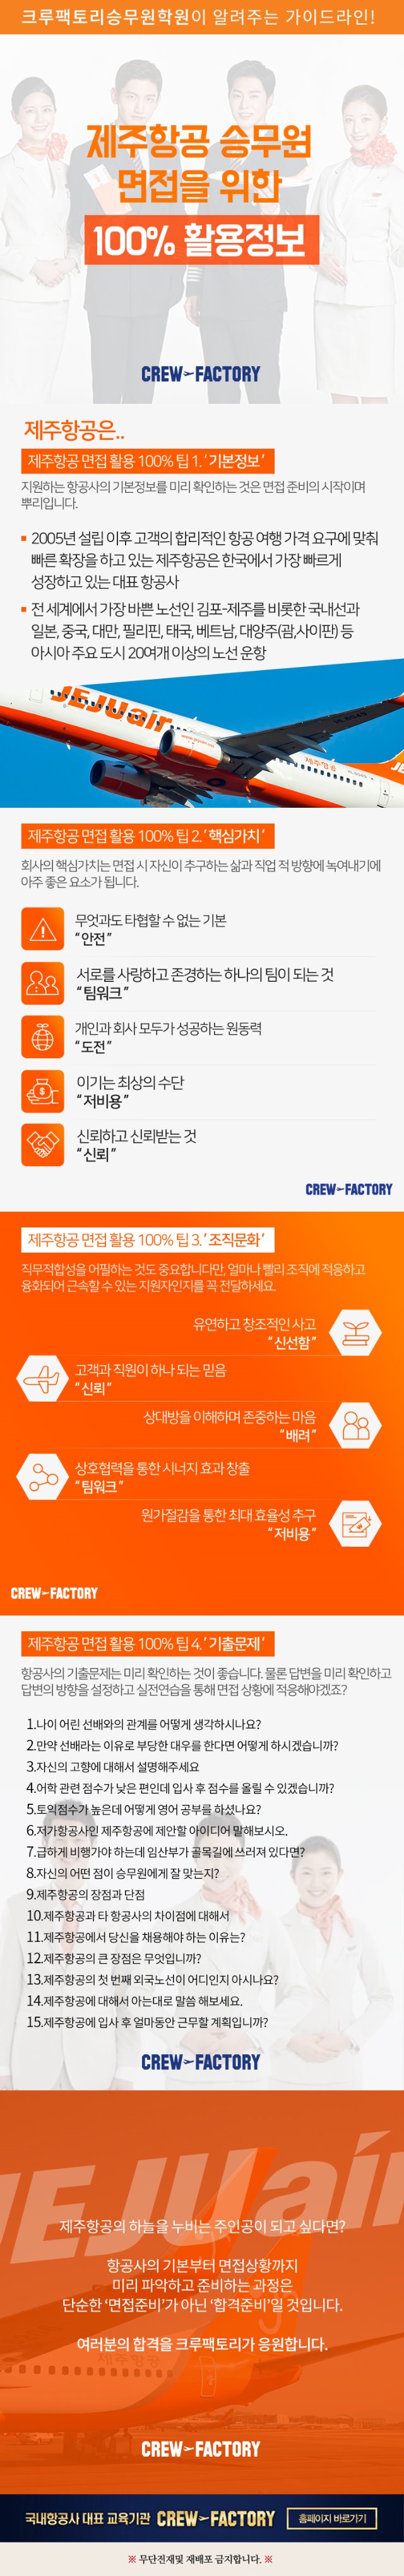 크루팩토리승무원학원이 알려주는 가이드라인!
제주항공 승무원
면접을 위한
100% 활용정보
CREW FACTORY
제주항공은..
제주항공 면접 활용 100% 팁 1. ‘기본정보’
지원하는 항공사의 기본정보를 미리 확인하는 것은 면접 준비의 시작이며
뿌리입니다.
2005년 설립 이후 고객의 합리적인 항공 여행 가격 요구에 맞춰
빠른 확장을 하고 있는 제주항공은 한국에서 가장 빠르게
성장하고 있는 대표 항공사
전 세계에서 가장 바쁜 노선인 김포-제주를 비롯한 국내선과
일본, 중국, 대만, 필리핀, 태국, 베트남, 대양주(괌,사이판) 등
아시아 주요 도시 20여개 이상의 노선 운항
JEJUair
제주항공
제주항공 면접 활용 100% 팁 2. ‘핵심가치’
회사의 핵심가치는 면접 시 자신이 추구하는 삶과 직업 적 방향에 녹여내기에
아주 좋은 요소가 됩니다.
무엇과도 타협할 수 없는 기본
“안전”
서로를 사랑하고 존경하는 하나의 팀이 되는 것
“팀워크”
개인과 회사 모두가 성공하는 원동력
“도전”
이기는 최상의 수단
“저비용”
신뢰하고 신뢰받는 것
“신뢰”
CREW FACTORY
제주항공 면접 활용 100% 팁 3. ‘조직문화’
직무적합성을 어필하는 것도 중요합니다만, 얼마나 빨리 조직에 적응하고
융화되어 근속할 수 있는 지원자인지를 꼭 전달하세요.
유연하고 창조적인 사고
“신선함”
고객과 직원이 하나 되는 믿음
“신뢰”
상대방을 이해하며 존중하는 마음
“배려”
상호협력을 통한 시너지 효과 창출
“팀워크”
원가절감을 통한 최대 효율성 추구
“저비용”
CREW FACTORY
제주항공 면접 활용 100% 팁 4. ‘기출문제’
항공사의 기출문제는 미리 확인하는 것이 좋습니다. 물론 답변을 미리 확인하고
답변의 방향을 설정하고 실전연습을 통해 면접 상황에 적응해야겠죠?
1.나이 어린 선배와의 관계를 어떻게 생각하시나요?
2.만약 선배라는 이유로 부당한 대우를 한다면 어떻게 하시겠습니까?
3.자신의 고향에 대해서 설명해주세요
4.어학 관련 점수가 낮은 편인데 입사 후 점수를 올릴 수 있겠습니까?
5.토익점수가 높은데 어떻게 영어 공부를 하셨나요?
6.저가항공사인 제주항공에 제안할 아이디어 말해보시오.
7.급하게 비행가야 하는데 임산부가 골목길에 쓰러져 있다면?
8.자신의 어떤 점이 승무원에게 잘 맞는지?
9.제주항공의 장점과 단점
10.제주항공과 타 항공사의 차이점에 대해서
11.제주항공에서 당신을 채용해야 하는 이유는?
12.제주항공의 큰 장점은 무엇입니까?
13.제주항공의 첫 번째 외국노선이 어디인지 아시나요?
14.제주항공에 대해서 아는대로 말씀 해보세요.
15.제주항공에 입사 후 얼마동안 근무할 계획입니까?
CREW FACTORY
JEJUair
제주항공의 하늘을 누비는 주인공이 되고 싶다면?
항공사의 기본부터 면접상황까지
미리 파악하고 준비하는 과정은
단순한 ‘면접준비’가 아닌 ‘합격준비’일 것입니다.
여러분의 합격을 크루팩토리가 응원합니다.
제주항공
CREW FACTORY
국내항공사 대표 교육기관 CREW FACTORY 홈페이지 바로가기
※ 무단전재및 재배포 금지합니다. ※